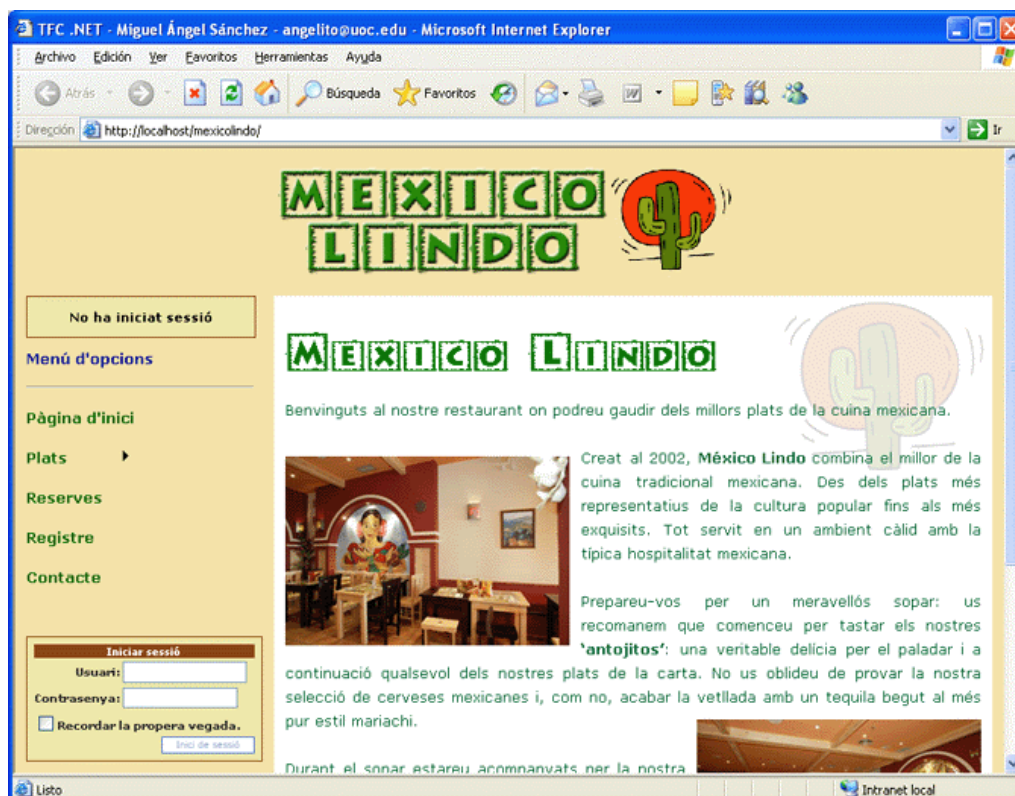 TFC .NET - Miguel Ángel Sánchez - angelito@uoc.edu - Microsoft Internet Explorer
Archivo Edición Ver Favoritos Herramientas Ayuda
Atrás Búsqueda Favoritos
Dirección http://localhost/mexicolindo/ Ir
MEXICO
LINDO
No ha iniciat sessió
Menú d'opcions
Pàgina d'inici
Plats
Reserves
Registre
Contacte
Iniciar sessió
Usuari:
Contrasenya:
Recordar la propera vegada.
Inici de sessió
MEXICO LINDO
Benvinguts al nostre restaurant on podreu gaudir dels millors plats de la cuina mexicana.
Creat al 2002, México Lindo combina el millor de la
cuina tradicional mexicana. Des dels plats més
representatius de la cultura popular fins als més
exquisits. Tot servit en un ambient càlid amb la
típica hospitalitat mexicana.
Prepareu-vos per un meravellós sopar: us
recomanem que comenceu per tastar els nostres
'antojitos': una veritable delícia per el paladar i a
continuació qualsevol dels nostres plats de la carta. No us oblideu de provar la nostra
selecció de cerveses mexicanes i, com no, acabar la vetllada amb un tequila begut al més
pur estil mariachi.
Durant el sopar estareu acompanyats per la nostra
Listo
Intranet local